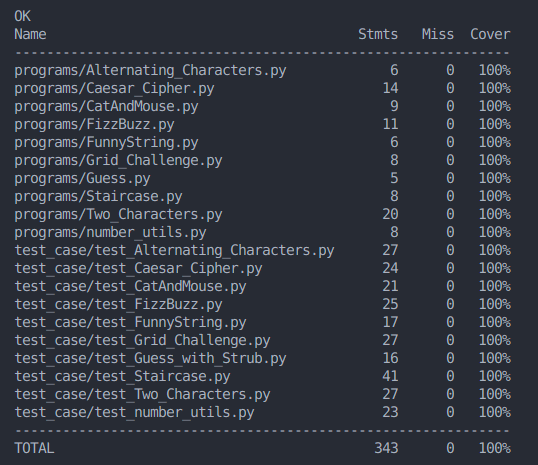 OK
Name                                      Stmts   Miss  Cover
-------------------------------------------------------------
programs/Alternating_Characters.py            6      0   100%
programs/Caesar_Cipher.py                    14      0   100%
programs/CatAndMouse.py                       9      0   100%
programs/FizzBuzz.py                         11      0   100%
programs/FunnyString.py                       6      0   100%
programs/Grid_Challenge.py                    8      0   100%
programs/Guess.py                             5      0   100%
programs/Staircase.py                         8      0   100%
programs/Two_Characters.py                   20      0   100%
programs/number_utils.py                      8      0   100%
test_case/test_Alternating_Characters.py     27      0   100%
test_case/test_Caesar_Cipher.py              24      0   100%
test_case/test_CatAndMouse.py                21      0   100%
test_case/test_FizzBuzz.py                   25      0   100%
test_case/test_FunnyString.py                17      0   100%
test_case/test_Grid_Challenge.py             27      0   100%
test_case/test_Guess_with_Strub.py           16      0   100%
test_case/test_Staircase.py                  41      0   100%
test_case/test_Two_Characters.py             27      0   100%
test_case/test_number_utils.py               23      0   100%
-------------------------------------------------------------
TOTAL                                       343      0   100%